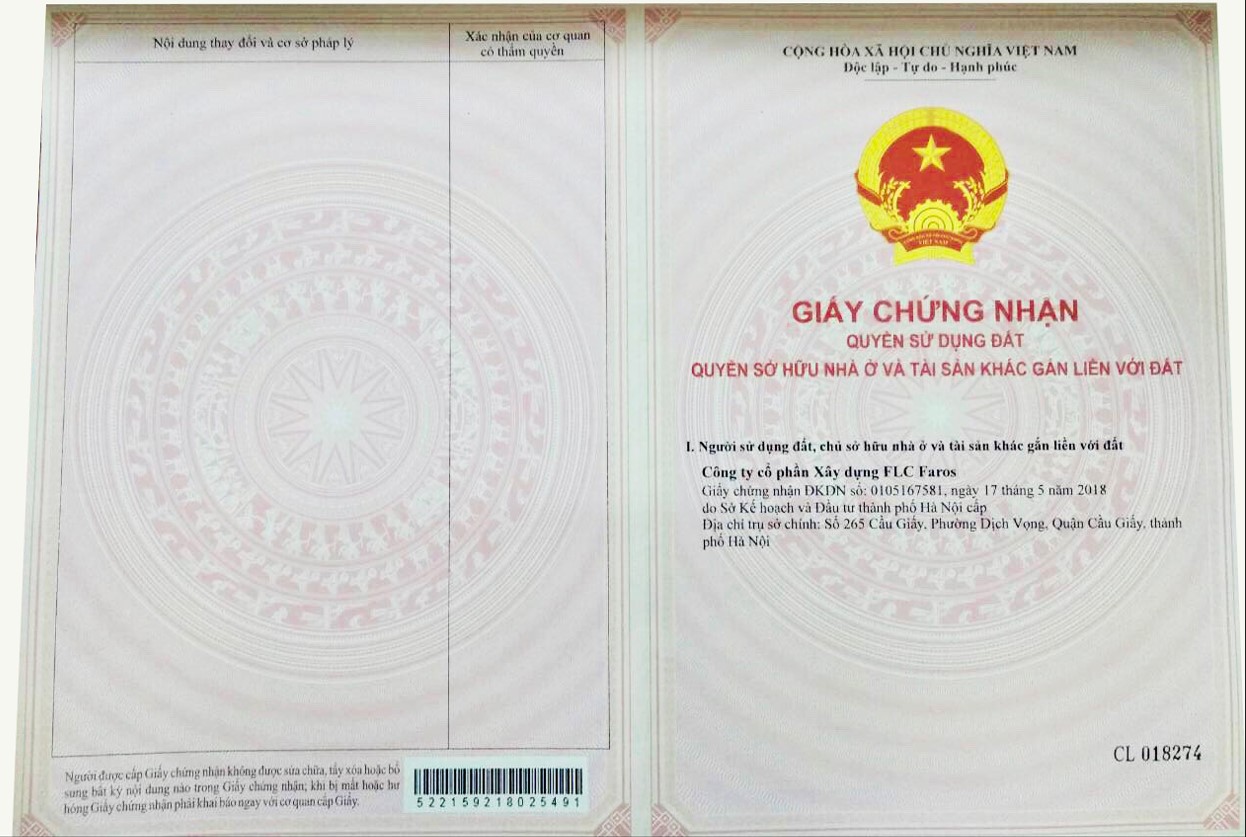 Nội dung thay đổi và cơ sở pháp lý
Xác nhận của cơ quan
có thẩm quyền
Người được cấp Giấy chứng nhận không được sửa chữa, tẩy xóa hoặc bổ
sung bất kỳ nội dung nào trong Giấy chứng nhận; khi bị mất hoặc hư
hỏng Giấy chứng nhận phải khai báo ngay với cơ quan cấp Giấy.
522159218025491
CỘNG HÒA XÃ HỘI CHỦ NGHĨA VIỆT NAM
Độc lập - Tự do - Hạnh phúc
VIỆT NAM
GIẤY CHỨNG NHẬN
QUYỀN SỬ DỤNG ĐẤT
QUYỀN SỞ HỮU NHÀ Ở VÀ TÀI SẢN KHÁC GẮN LIỀN VỚI ĐẤT
I. Người sử dụng đất, chủ sở hữu nhà ở và tài sản khác gắn liền với đất
Công ty cổ phần Xây dựng FLC Faros
Giấy chứng nhận ĐKDN số: 0105167581, ngày 17 tháng 5 năm 2018
do Sở Kế hoạch và Đầu tư thành phố Hà Nội cấp
Địa chỉ trụ sở chính: Số 265 Cầu Giấy, Phường Dịch Vọng, Quận Cầu Giấy, thành
phố Hà Nội
CL 018274